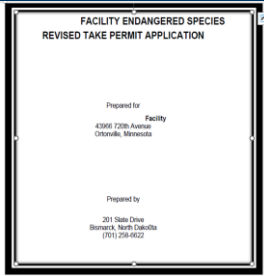 FACILITY ENDANGERED SPECIES
REVISED TAKE PERMIT APPLICATION
Prepared for
Facility
43966 720th Avenue
Ortonville, Minnesota
Prepared by
201 Slate Drive
Bismarck, North Dako0ta
(701) 258-6622